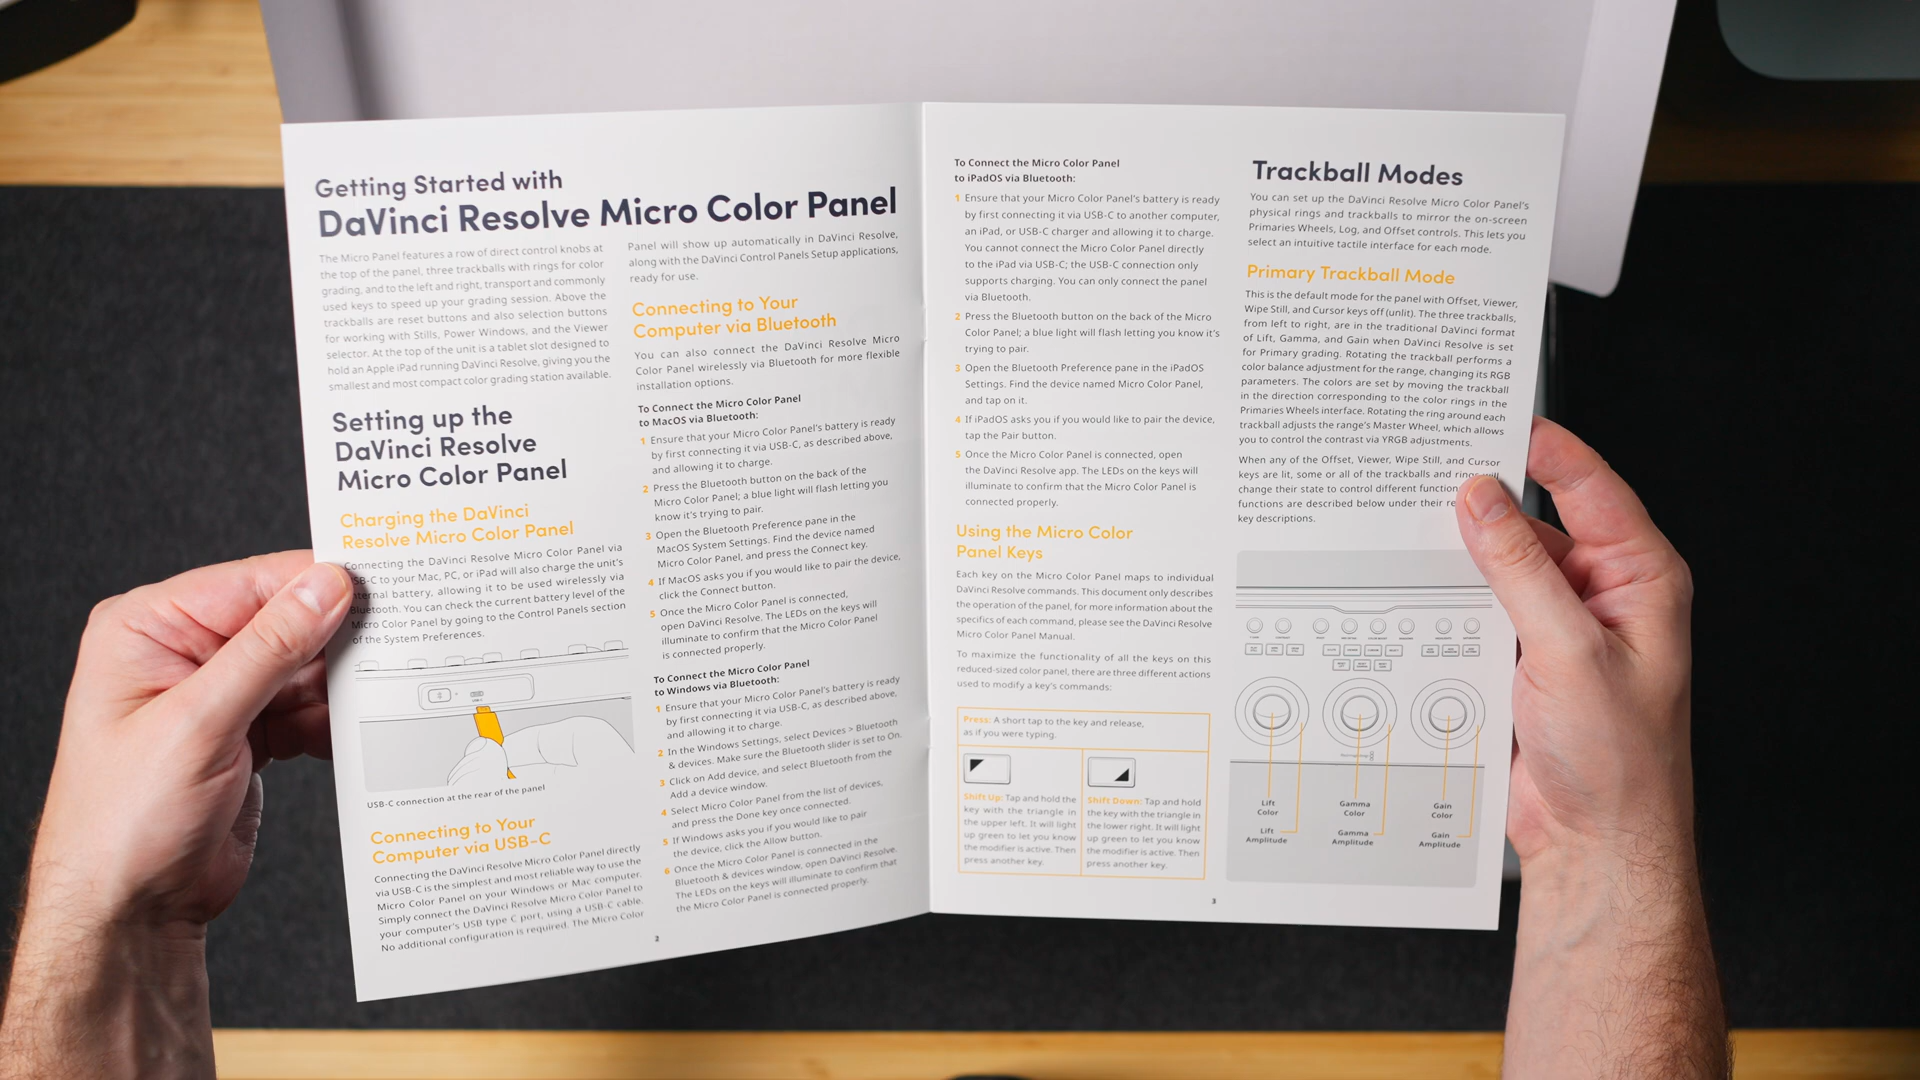 Getting Started with
DaVinci Resolve Micro Color Panel
The Micro Panel features a row of direct control knobs at
the top of the panel, three trackballs with rings for color
grading, and to the left and right, transport and commonly
used keys to speed up your grading session. Above the
trackballs are reset buttons and also selection buttons
for working with Stills, Power Windows, and the Viewer
selector. At the top of the unit is a tablet slot designed to
hold an Apple iPad running DaVinci Resolve, giving you the
smallest and most compact color grading station available.
Setting up the
DaVinci Resolve
Micro Color Panel
Charging the DaVinci
Resolve Micro Color Panel
Connecting the DaVinci Resolve Micro Color Panel via
SB-C to your Mac, PC, or iPad will also charge the unit's
ternal battery, allowing it to be used wirelessly via
Bluetooth. You can check the current battery level of the
Micro Color Panel by going to the Control Panels section
of the System Preferences.
USB-C connection at the rear of the panel
Connecting to Your
Computer via USB-C
Connecting the DaVinci Resolve Micro Color Panel directly
via USB-C is the simplest and most reliable way to use the
Micro Color Panel on your Windows or Mac computer.
Simply connect the DaVinci Resolve Micro Color Panel to
your computer's USB type C port, using a USB-C cable.
No additional configuration is required. The Micro Color
Panel will show up automatically in DaVinci Resolve,
along with the DaVinci Control Panels Setup applications,
ready for use.
Connecting to Your
Computer via Bluetooth
You can also connect the DaVinci Resolve Micro
Color Panel wirelessly via Bluetooth for more flexible
installation options.
To Connect the Micro Color Panel
to MacOS via Bluetooth:
1 Ensure that your Micro Color Panel's battery is ready
by first connecting it via USB-C, as described above,
and allowing it to charge.
2 Press the Bluetooth button on the back of the
Micro Color Panel; a blue light will flash letting you
know it's trying to pair.
3 Open the Bluetooth Preference pane in the
MacOS System Settings. Find the device named
Micro Color Panel, and press the Connect key.
4 If MacOS asks you if you would like to pair the device,
click the Connect button.
5 Once the Micro Color Panel is connected,
open DaVinci Resolve. The LEDs on the keys will
illuminate to confirm that the Micro Color Panel
is connected properly.
To Connect the Micro Color Panel
to Windows via Bluetooth:
1 Ensure that your Micro Color Panel's battery is ready
by first connecting it via USB-C, as described above,
and allowing it to charge.
2 In the Windows Settings, select Devices > Bluetooth
& devices. Make sure the Bluetooth slider is set to On.
3 Click on Add device, and select Bluetooth from the
Add a device window.
4 Select Micro Color Panel from the list of devices,
and press the Done key once connected.
5 If Windows asks you if you would like to pair
the device, click the Allow button.
6 Once the Micro Color Panel is connected in the
Bluetooth & devices window, open DaVinci Resolve.
The LEDs on the keys will illuminate to confirm that
the Micro Color Panel is connected properly.
2
To Connect the Micro Color Panel
to iPadOS via Bluetooth:
1 Ensure that your Micro Color Panel's battery is ready
by first connecting it via USB-C to another computer,
an iPad, or USB-C charger and allowing it to charge.
You cannot connect the Micro Color Panel directly
to the iPad via USB-C; the USB-C connection only
supports charging. You can only connect the panel
via Bluetooth.
2 Press the Bluetooth button on the back of the Micro
Color Panel; a blue light will flash letting you know it's
trying to pair.
3 Open the Bluetooth Preference pane in the iPadOS
Settings. Find the device named Micro Color Panel,
and tap on it.
4 If iPadOS asks you if you would like to pair the device,
tap the Pair button.
5 Once the Micro Color Panel is connected, open
the DaVinci Resolve app. The LEDs on the keys will
illuminate to confirm that the Micro Color Panel is
connected properly.
Using the Micro Color
Panel Keys
Each key on the Micro Color Panel maps to individual
DaVinci Resolve commands. This document only describes
the operation of the panel, for more information about the
specifics of each command, please see the DaVinci Resolve
Micro Color Panel Manual.
To maximize the functionality of all the keys on this
reduced-sized color panel, there are three different actions
used to modify a key's commands:
Press: A short tap to the key and release,
as if you were typing.
Shift Up: Tap and hold the
key with the triangle in
the upper left. It will light
up green to let you know
the modifier is active. Then
press another key.
Shift Down: Tap and hold
the key with the triangle in
the lower right. It will light
up green to let you know
the modifier is active. Then
press another key.
3
Trackball Modes
You can set up the DaVinci Resolve Micro Color Panel's
physical rings and trackballs to mirror the on-screen
Primaries Wheels, Log, and Offset controls. This lets you
select an intuitive tactile interface for each mode.
Primary Trackball Mode
This is the default mode for the panel with Offset, Viewer,
Wipe Still, and Cursor keys off (unlit). The three trackballs,
from left to right, are in the traditional DaVinci format
of Lift, Gamma, and Gain when DaVinci Resolve is set
for Primary grading. Rotating the trackball performs a
color balance adjustment for the range, changing its RGB
parameters. The colors are set by moving the trackball
in the direction corresponding to the color rings in the
Primaries Wheels interface. Rotating the ring around each
trackball adjusts the range's Master Wheel, which allows
you to control the contrast via YRGB adjustments.
When any of the Offset, Viewer, Wipe Still, and Cursor
keys are lit, some or all of the trackballs and rings will
change their state to control different function
functions are described below under their re
key descriptions.
Lift
Color
Lift
Amplitude
Gamma
Color
Gamma
Amplitude
Gain
Color
Gain
Amplitude